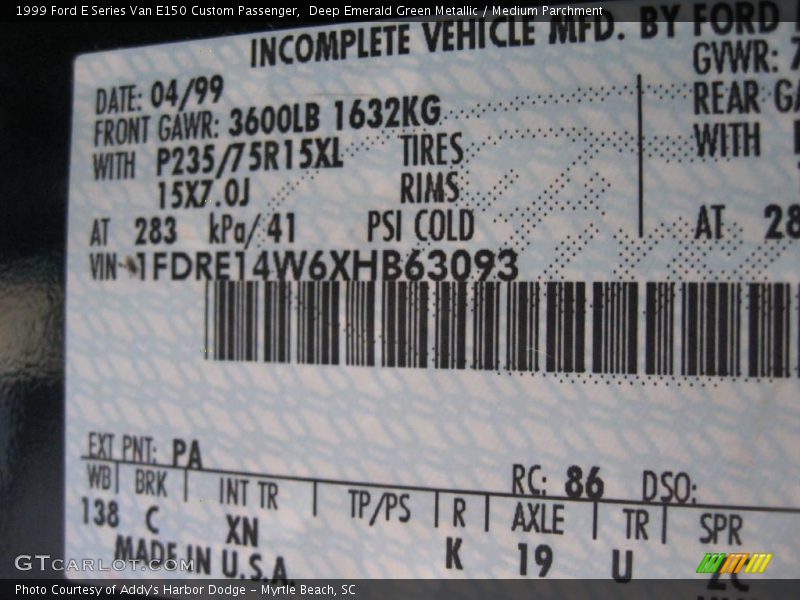 1999 Ford E Series Van E150 Custom Passenger, Deep Emerald Green Metallic / Medium Parchment
INCOMPLETE VEHICLE MFD. BY FORD
DATE: 04/99 GVWR:
FRONT GAWR: 3600LB 1632KG REAR
WITH P235/75R15XL TIRES WITH
15X7.0J RIMS
AT 283 kPa/ 41 PSI COLD AT 28
VIN: 1FDRE14W6XHB63093
EXT PNT: PA RC: 86 DSO:
WB BRK INT TR TP/PS R AXLE TR SPR
138 C XN K 19 U 2C
MADE IN U.S.A.
GTCARLOT.COM
Photo Courtesy of Addy's Harbor Dodge – Myrtle Beach, SC